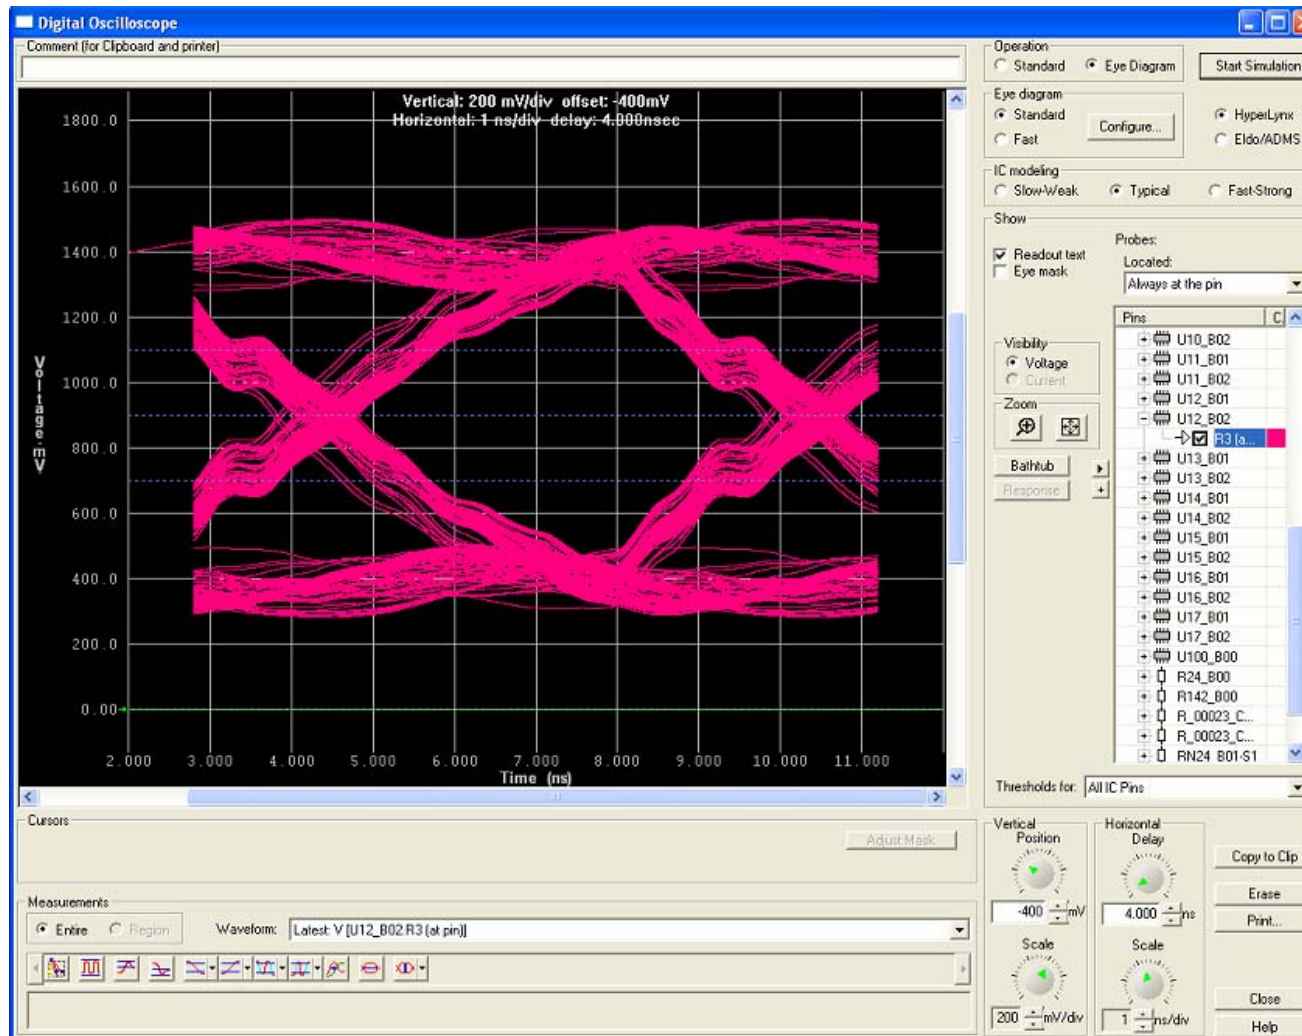 Digital Oscilloscope
Comment (for Clipboard and printer)
Vertical: 200 mV/div offset: -400mV
Horizontal: 1 ns/div delay: 4.000nsec
1800.0
1600.0
1400.0
1200.0
1000.0
800.0
600.0
400.0
200.0
0.00
Voltage-mV
2.000 3.000 4.000 5.000 6.000 7.000 8.000 9.000 10.000 11.000
Time (ns)
Operation
Standard Eye Diagram
Start Simulation
Eye diagram
Standard
Fast
Configure...
HyperLynx
Eldo/ADMS
IC modeling
Slow-Weak Typical Fast-Strong
Show
Readout text
Eye mask
Probes:
Located:
Always at the pin
Visibility
Voltage
Current
Zoom
Bathtub
Response
Pins C.
U10_B02
U11_B01
U11_B02
U12_B01
U12_B02
R3 (a...
U13_B01
U13_B02
U14_B01
U14_B02
U15_B01
U15_B02
U16_B01
U16_B02
U17_B01
U17_B02
U100_B00
R24_B00
R142_B00
R_00023_C...
R_00023_C...
RN24_B01-S1
Thresholds for: All IC Pins
Cursors
Adjust Mask
Measurements
Entire Region Waveform: Latest: V [U12_B02.R3 (at pin)]
Vertical
Position
-400 mV
Scale
200 mV/div
Horizontal
Delay
4.000 ns
Scale
1 ns/div
Copy to Clip
Erase
Print...
Close
Help